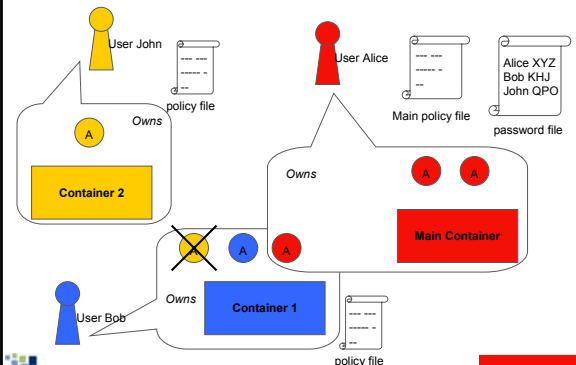 User John
policy file
Owns
A
Container 2
User Alice
Main policy file
Alice XYZ
Bob KHJ
John QPO
password file
Owns
A
A
Main Container
A
A
A
Owns
Container 1
User Bob
policy file